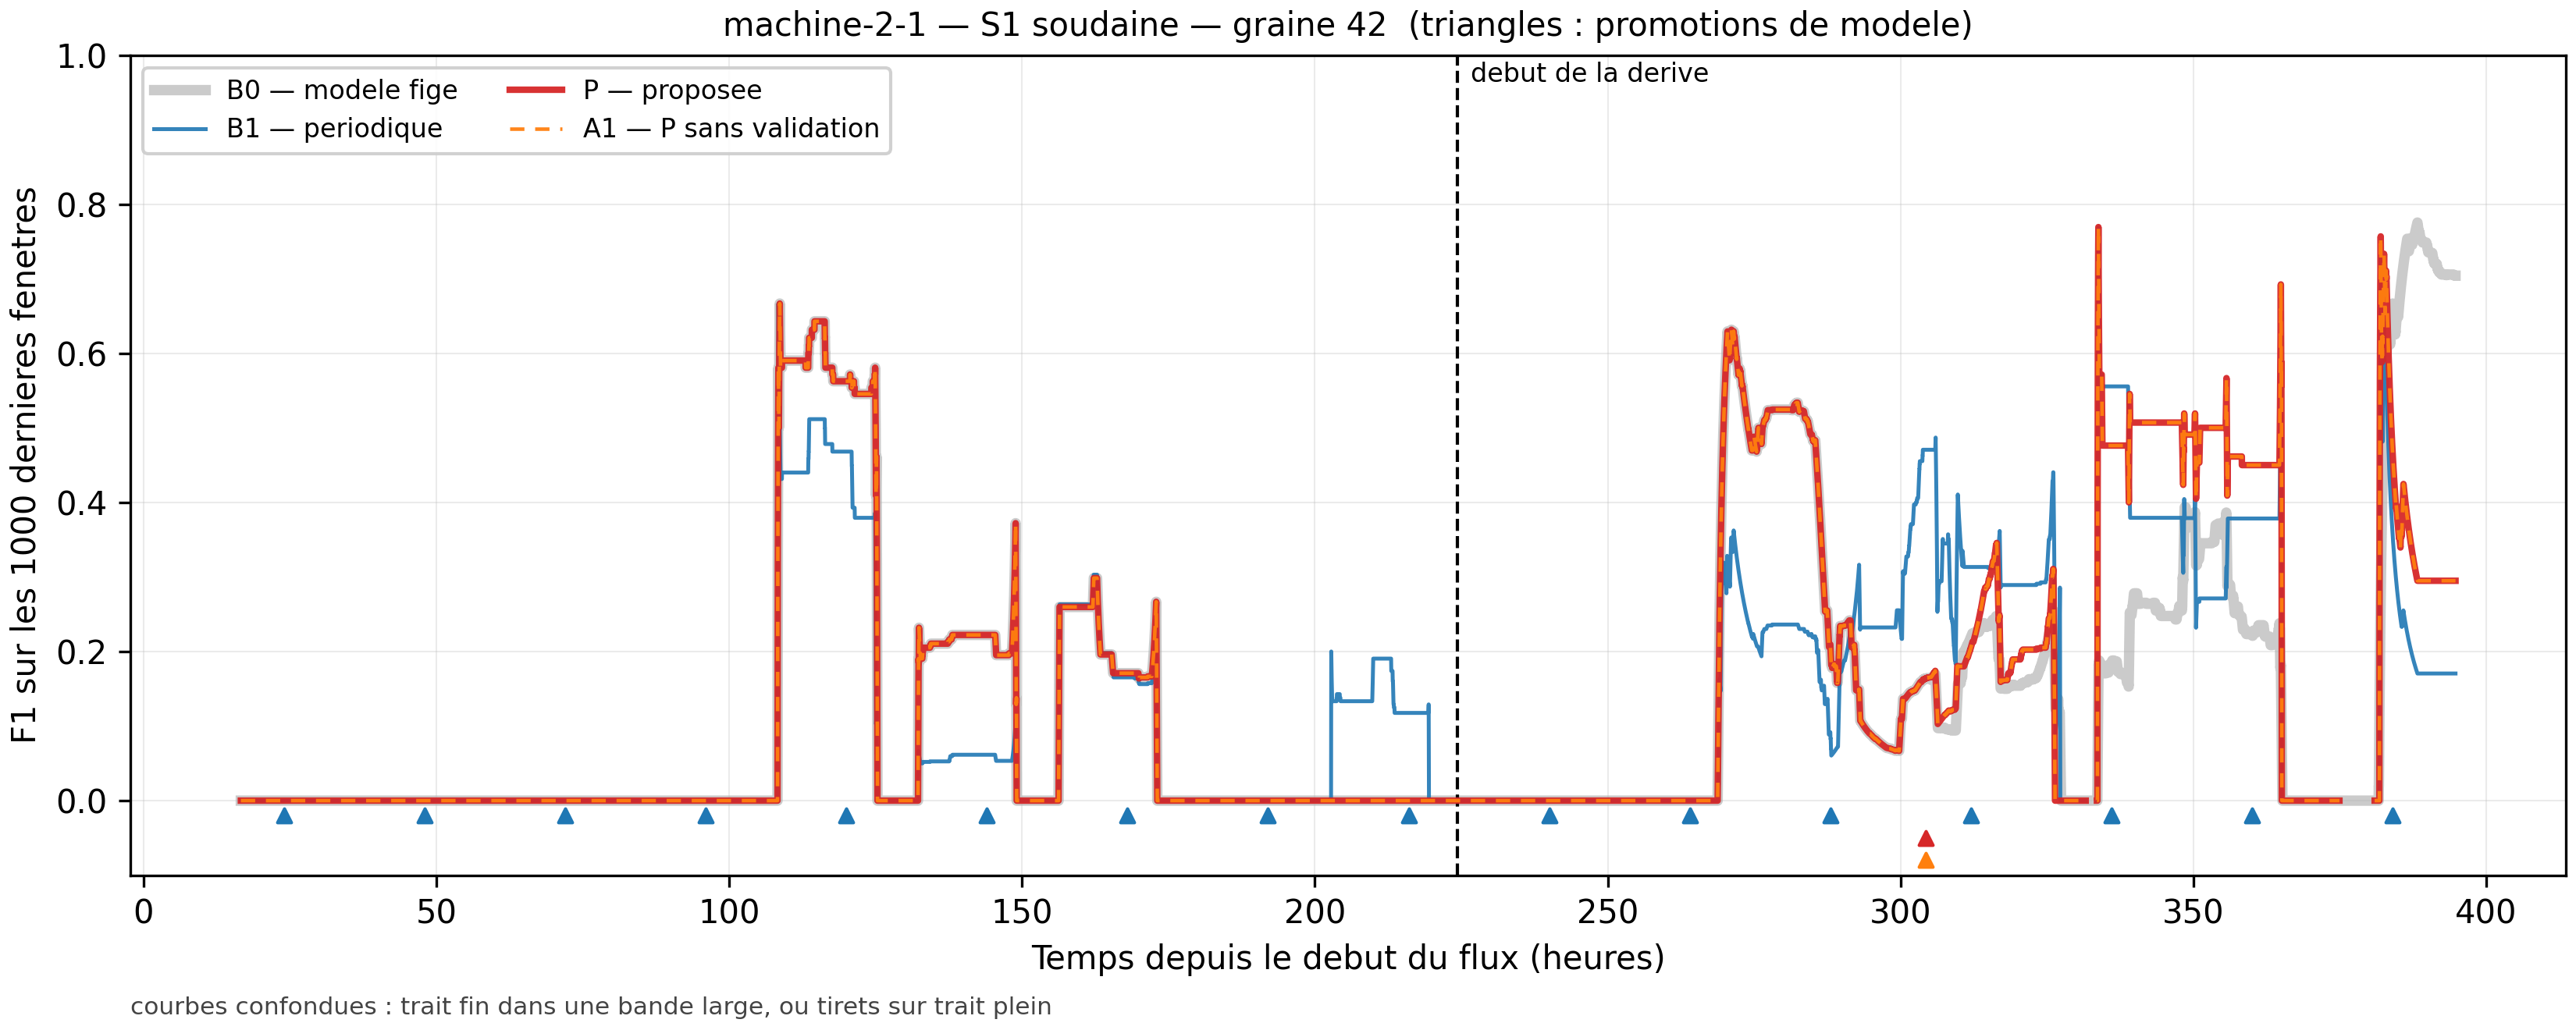 machine-2-1 — S1 soudaine — graine 42  (triangles : promotions de modele)
B0 — modele fige
B1 — periodique
P — proposee
A1 — P sans validation
debut de la derive
F1 sur les 1000 dernieres fenetres
1.0
0.8
0.6
0.4
0.2
0.0
0
50
100
150
200
250
300
350
400
Temps depuis le debut du flux (heures)
courbes confondues : trait fin dans une bande large, ou tirets sur trait plein